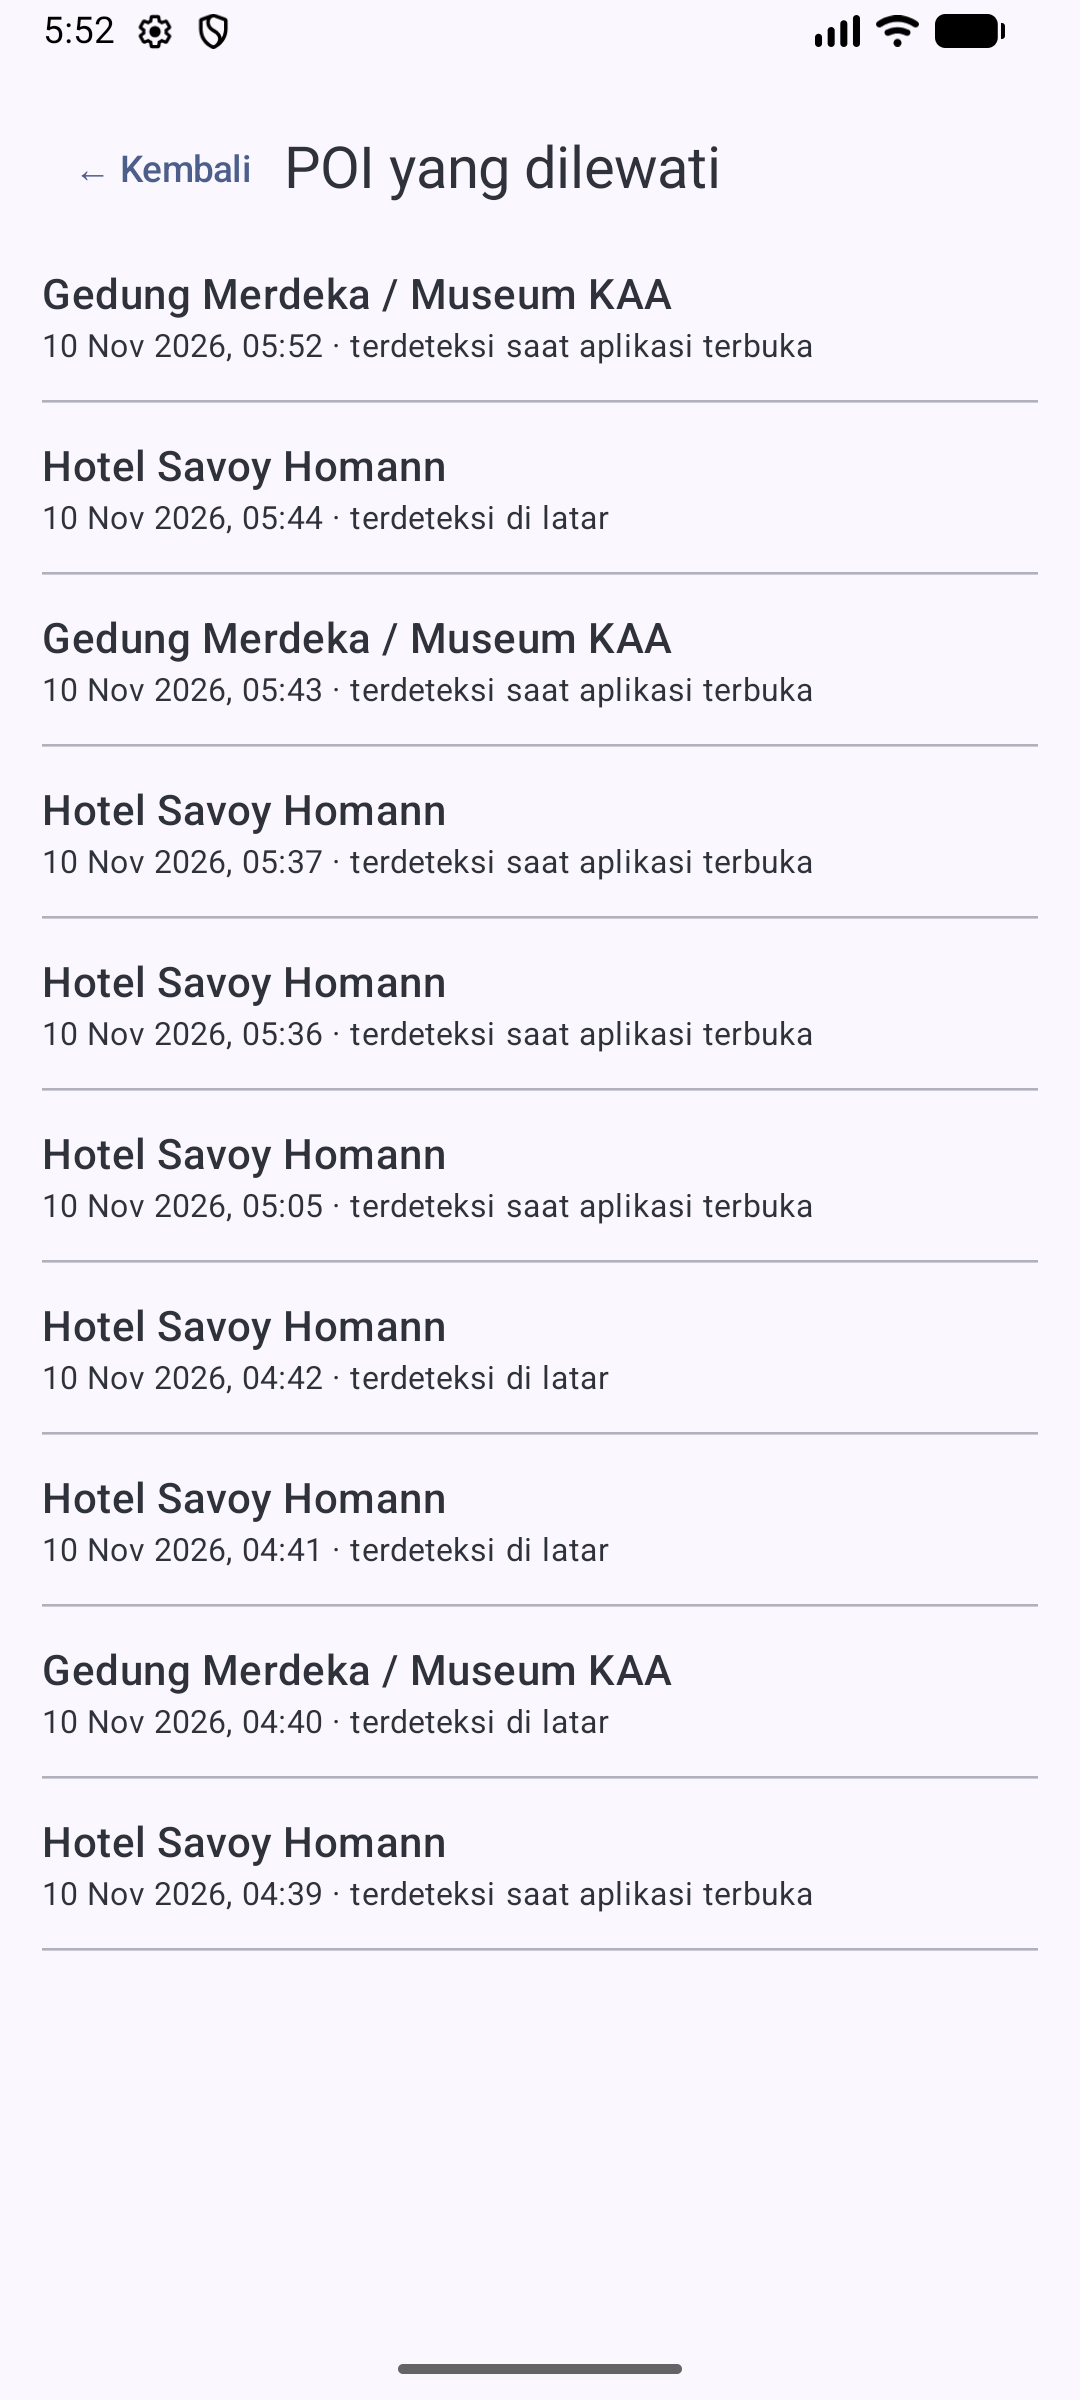 5:52
← Kembali POI yang dilewati
Gedung Merdeka / Museum KAA
10 Nov 2026, 05:52 · terdeteksi saat aplikasi terbuka
Hotel Savoy Homann
10 Nov 2026, 05:44 · terdeteksi di latar
Gedung Merdeka / Museum KAA
10 Nov 2026, 05:43 · terdeteksi saat aplikasi terbuka
Hotel Savoy Homann
10 Nov 2026, 05:37 · terdeteksi saat aplikasi terbuka
Hotel Savoy Homann
10 Nov 2026, 05:36 · terdeteksi saat aplikasi terbuka
Hotel Savoy Homann
10 Nov 2026, 05:05 · terdeteksi saat aplikasi terbuka
Hotel Savoy Homann
10 Nov 2026, 04:42 · terdeteksi di latar
Hotel Savoy Homann
10 Nov 2026, 04:41 · terdeteksi di latar
Gedung Merdeka / Museum KAA
10 Nov 2026, 04:40 · terdeteksi di latar
Hotel Savoy Homann
10 Nov 2026, 04:39 · terdeteksi saat aplikasi terbuka